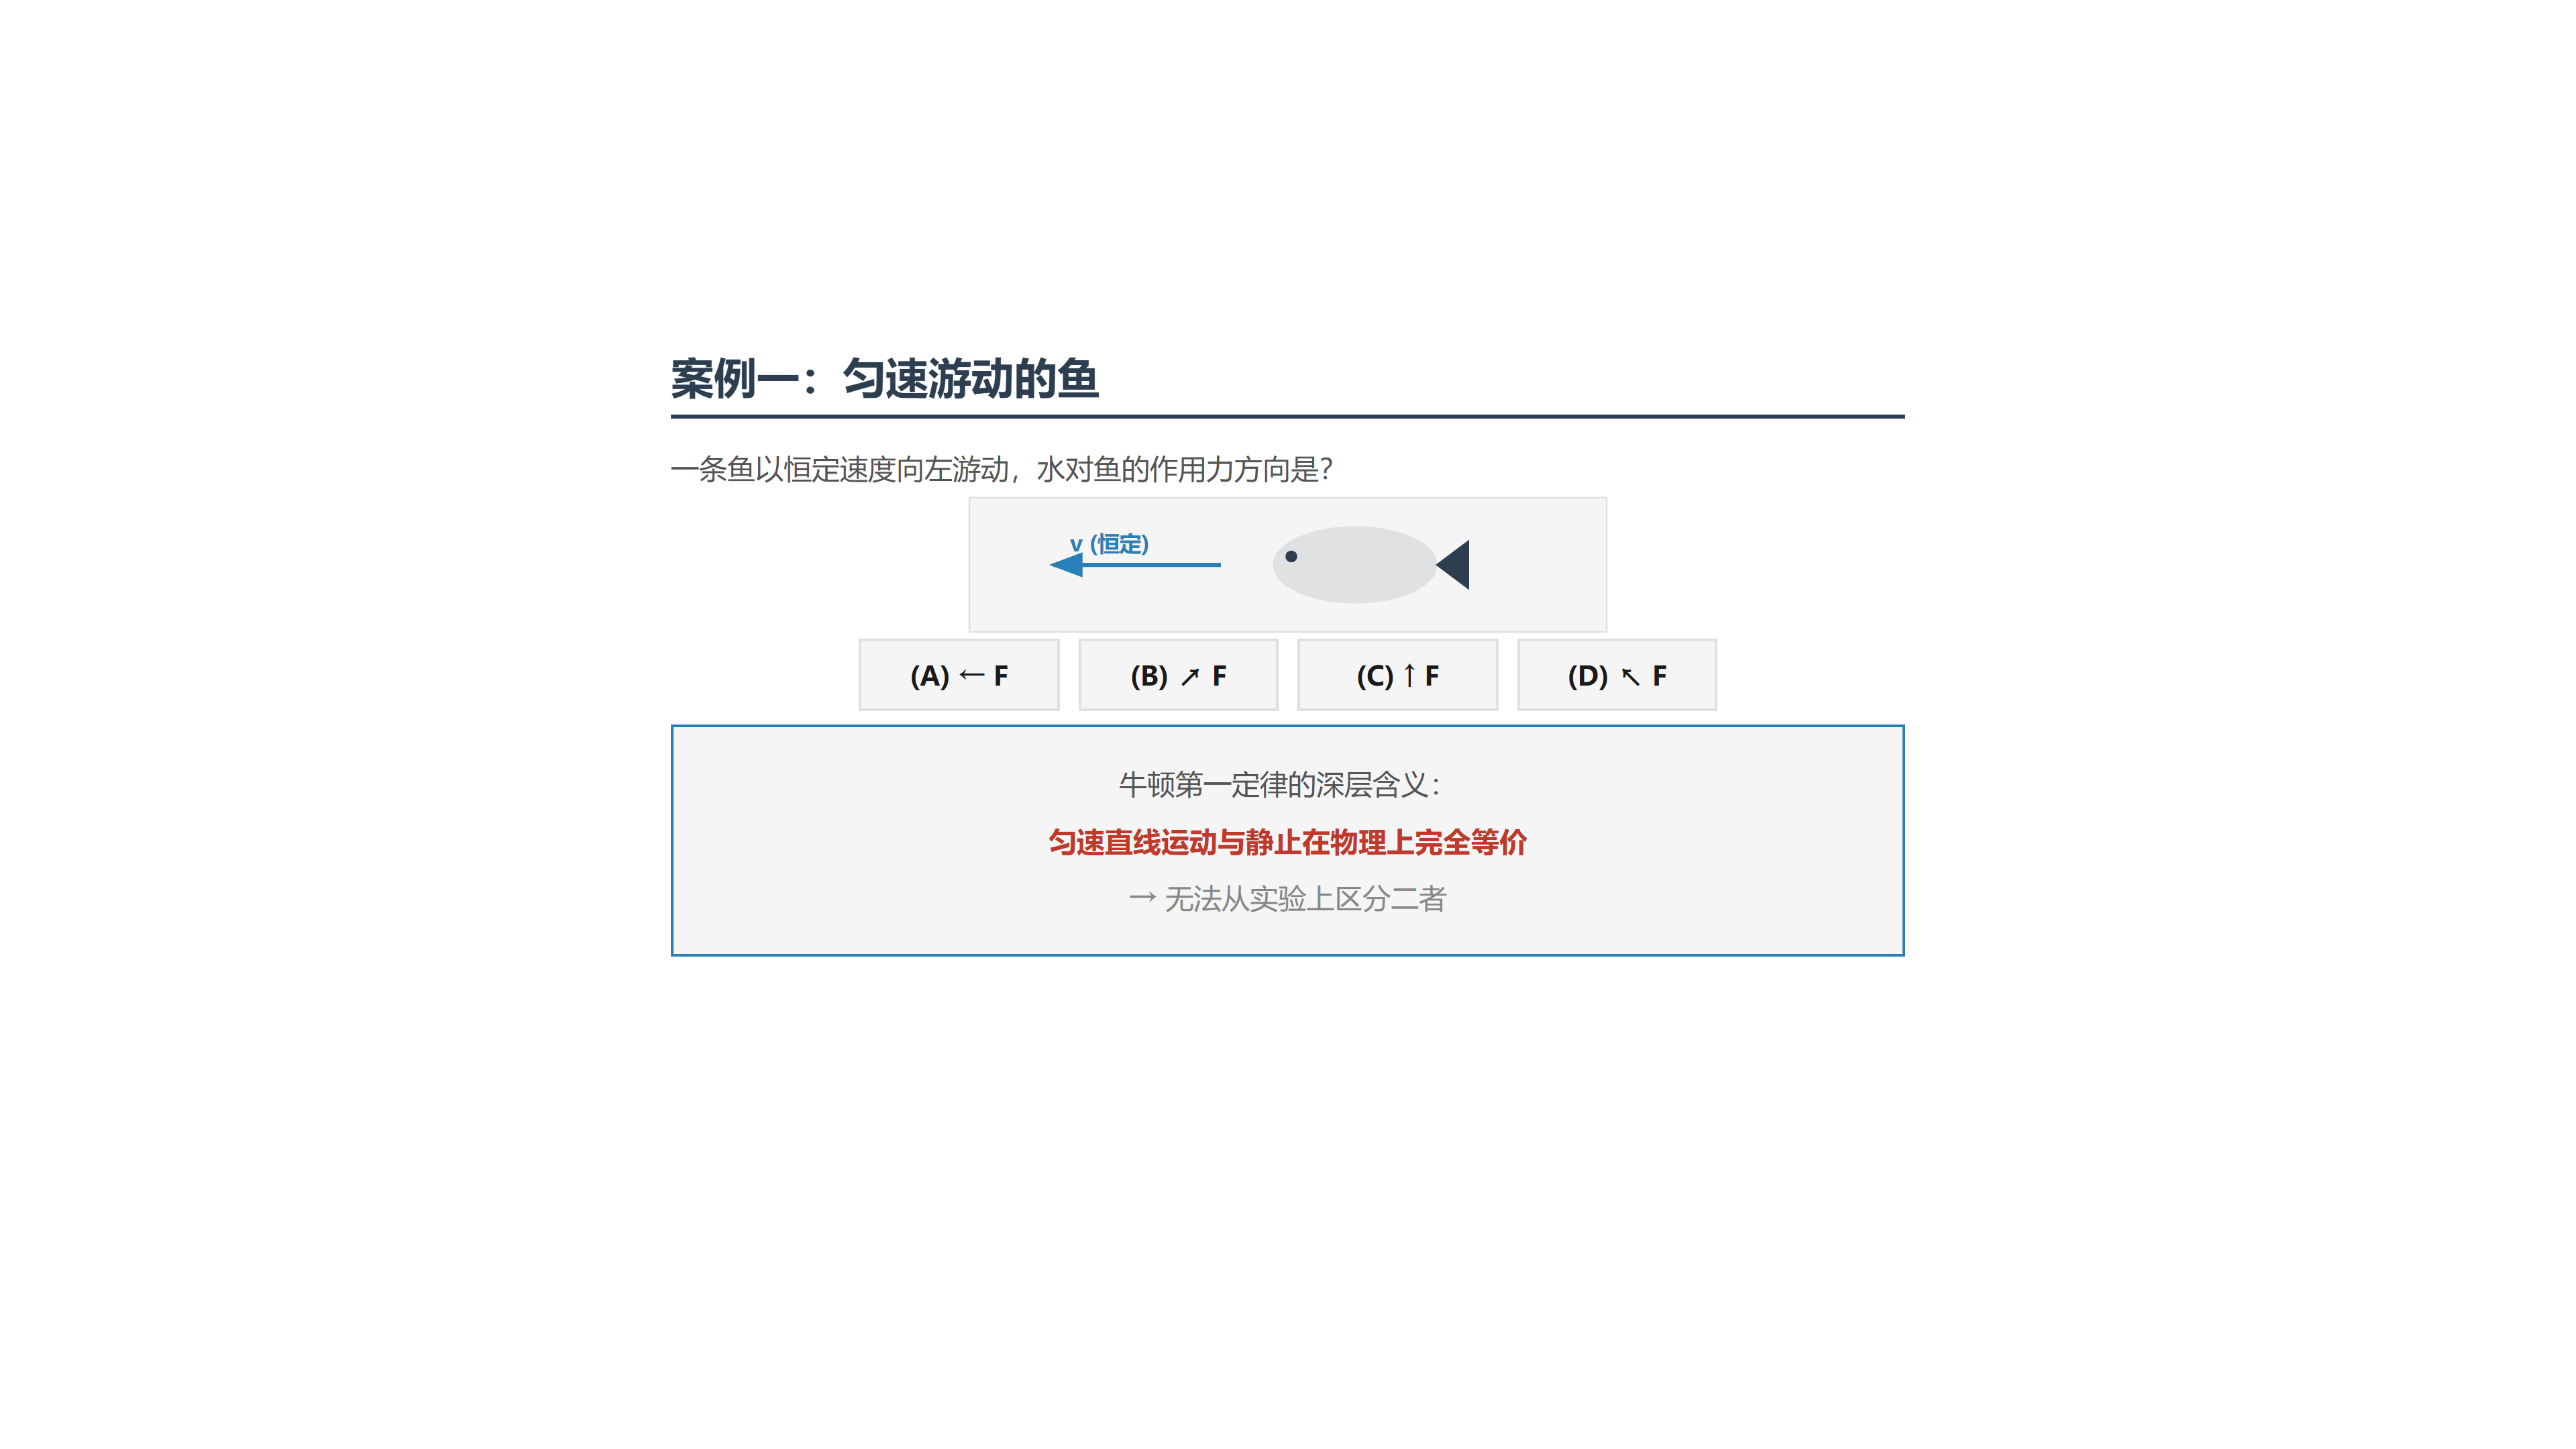 案例一：匀速游动的鱼
一条鱼以恒定速度向左游动，水对鱼的作用力方向是？
v (恒定)
(A) ← F
(B) ↗ F
(C) ↑ F
(D) ↖ F
牛顿第一定律的深层含义：
匀速直线运动与静止在物理上完全等价
→ 无法从实验上区分二者